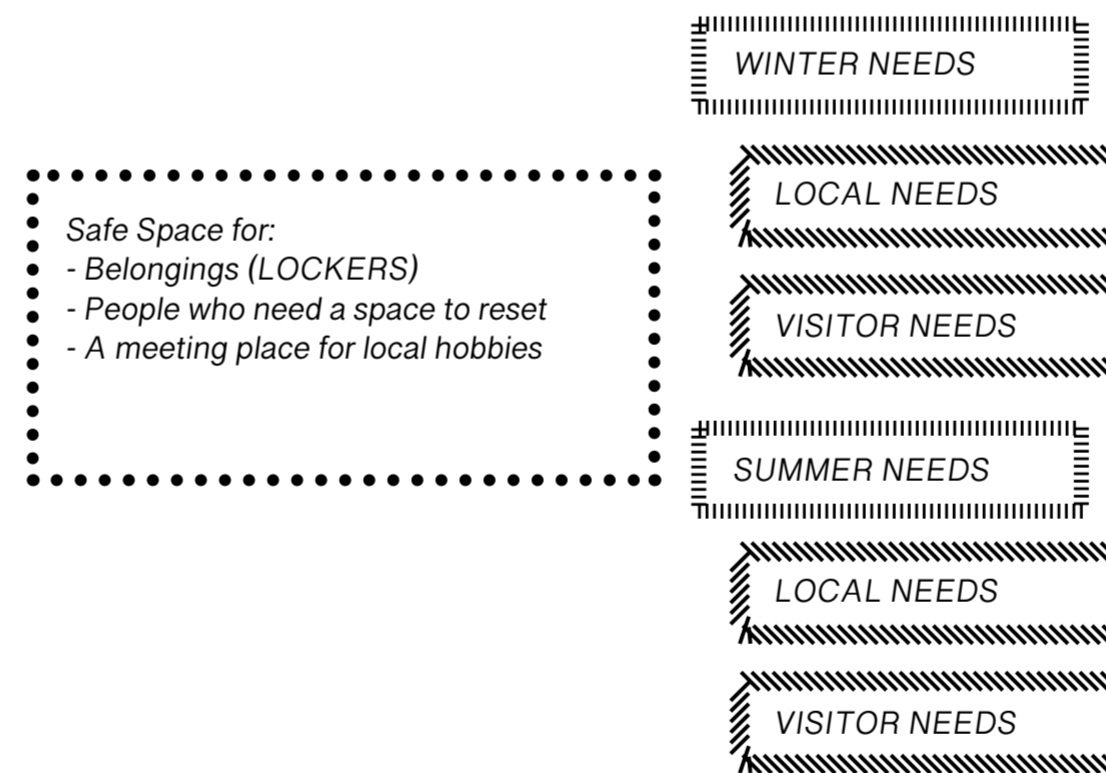 Safe Space for:
- Belongings (LOCKERS)
- People who need a space to reset
- A meeting place for local hobbies
WINTER NEEDS
LOCAL NEEDS
VISITOR NEEDS
SUMMER NEEDS
LOCAL NEEDS
VISITOR NEEDS